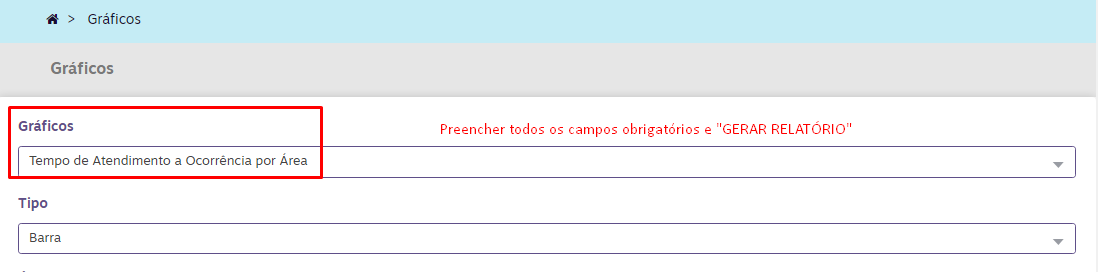 > Gráficos
Gráficos
Gráficos
Preencher todos os campos obrigatórios e "GERAR RELATÓRIO"
Tempo de Atendimento a Ocorrência por Área
Tipo
Barra